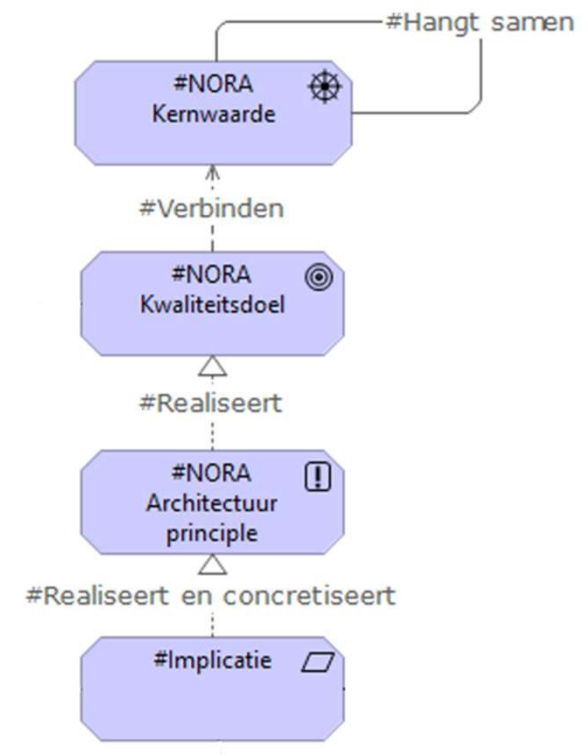 #Hangt samen
#NORA
Kernwaarde
#Verbinden
#NORA
Kwaliteitsdoel
#Realiseert
#NORA
Architectuur
principle
#Realiseert en concretiseert
#Implicatie